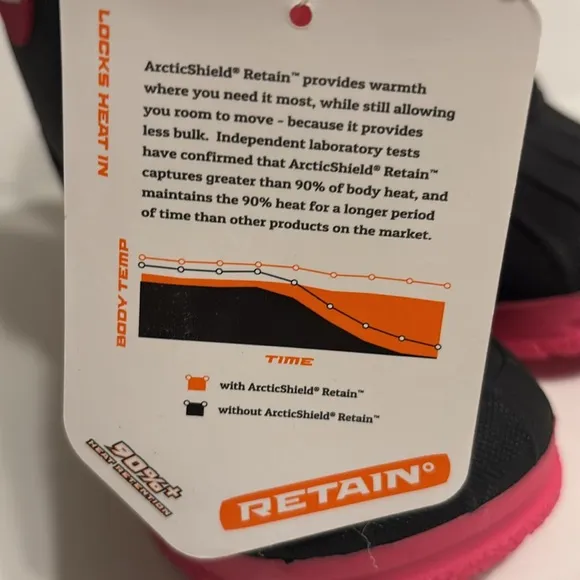 LOCKS HEAT IN
ArcticShield® Retain™ provides warmth
where you need it most, while still allowing
you room to move - because it provides
less bulk. Independent laboratory tests
have confirmed that ArcticShield® Retain™
captures greater than 90% of body heat, and
maintains the 90% heat for a longer period
of time than other products on the market.
BODY TEMP
TIME
with ArcticShield® Retain™
without ArcticShield® Retain™
90%+
HEAT RETENTION
RETAIN°